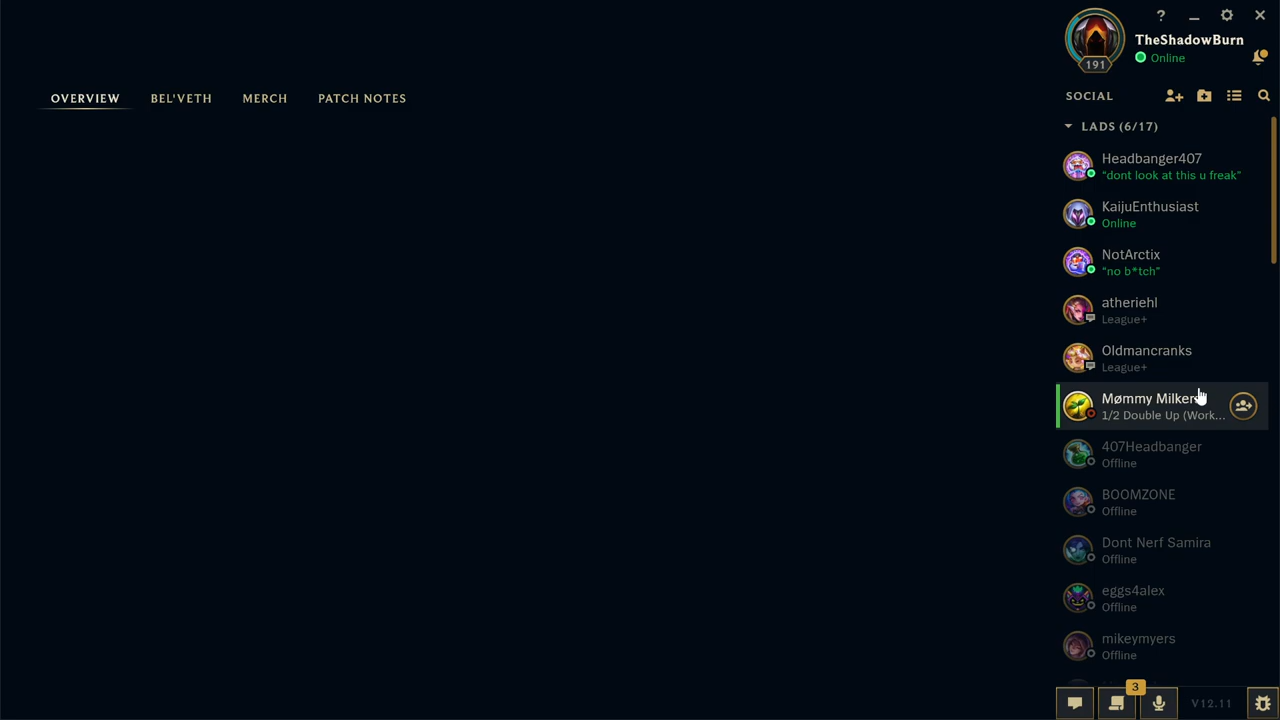 ?
TheShadowBurn
191
Online
OVERVIEW
BEL'VETH
MERCH
PATCH NOTES
SOCIAL
LADS (6/17)
Headbanger407
"dont look at this u freak"
KaijuEnthusiast
Online
NotArctix
"no b*tch"
atheriehl
League+
Oldmancranks
League+
Mømmy Milker
1/2 Double Up (Work...
407Headbanger
Offline
BOOMZONE
Offline
Dont Nerf Samira
Offline
eggs4alex
Offline
mikeymyers
Offline
3
V12.11